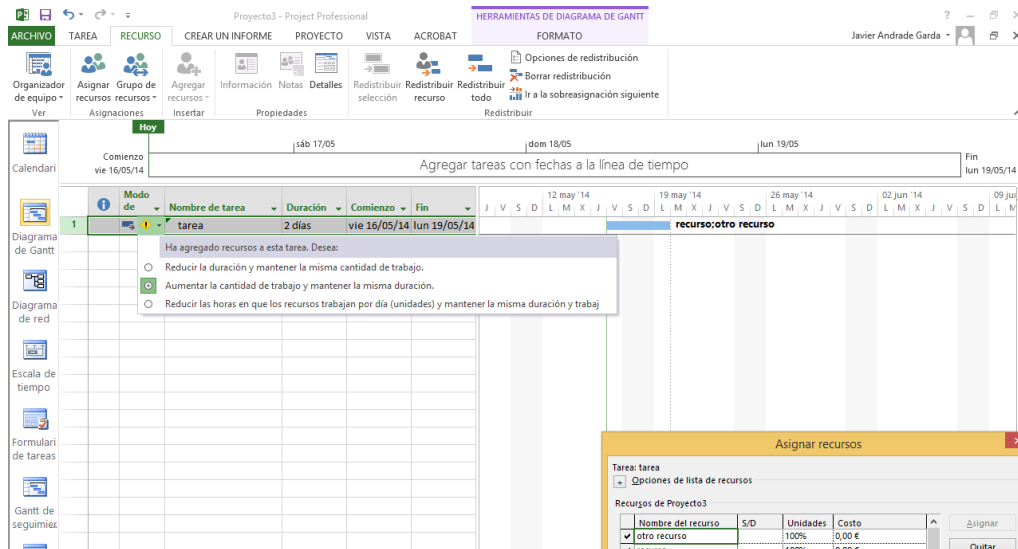 Proyecto3 - Project Professional
HERRAMIENTAS DE DIAGRAMA DE GANTT
ARCHIVO TAREA RECURSO CREAR UN INFORME PROYECTO VISTA ACROBAT FORMATO Javier Andrade Garda
Organizador de equipo
Asignar recursos
Grupo de recursos
Agregar recursos
Información Notas Detalles
Redistribuir selección
Redistribuir recurso
Redistribuir todo
Opciones de redistribución
Borrar redistribución
Ir a la sobreasignación siguiente
Ver Asignaciones Insertar Propiedades Redistribuir
Hoy
sáb 17/05 dom 18/05 lun 19/05
Comienzo
vie 16/05/14
Agregar tareas con fechas a la línea de tiempo
Fin
lun 19/05/14
Calendari
Diagrama
de Gantt
Diagrama
de red
Escala de
tiempo
Formulari
de tareas
Gantt de
seguimie
Modo de Nombre de tarea Duración Comienzo Fin
12 may '14 19 may '14 26 may '14 02 jun '14 09 ju
J V S D L M X J V S D L M X J V S D L M X J V S D L M X J V S D L M
1 tarea 2 días vie 16/05/14 lun 19/05/14 recurso;otro recurso
Ha agregado recursos a esta tarea. Desea:
Reducir la duración y mantener la misma cantidad de trabajo.
Aumentar la cantidad de trabajo y mantener la misma duración.
Reducir las horas en que los recursos trabajan por día (unidades) y mantener la misma duración y trabaj
Asignar recursos
Tarea: tarea
+ Opciones de lista de recursos
Recursos de Proyecto3
Nombre del recurso S/D Unidades Costo
otro recurso 100% 0,00 €
Asignar
Quitar